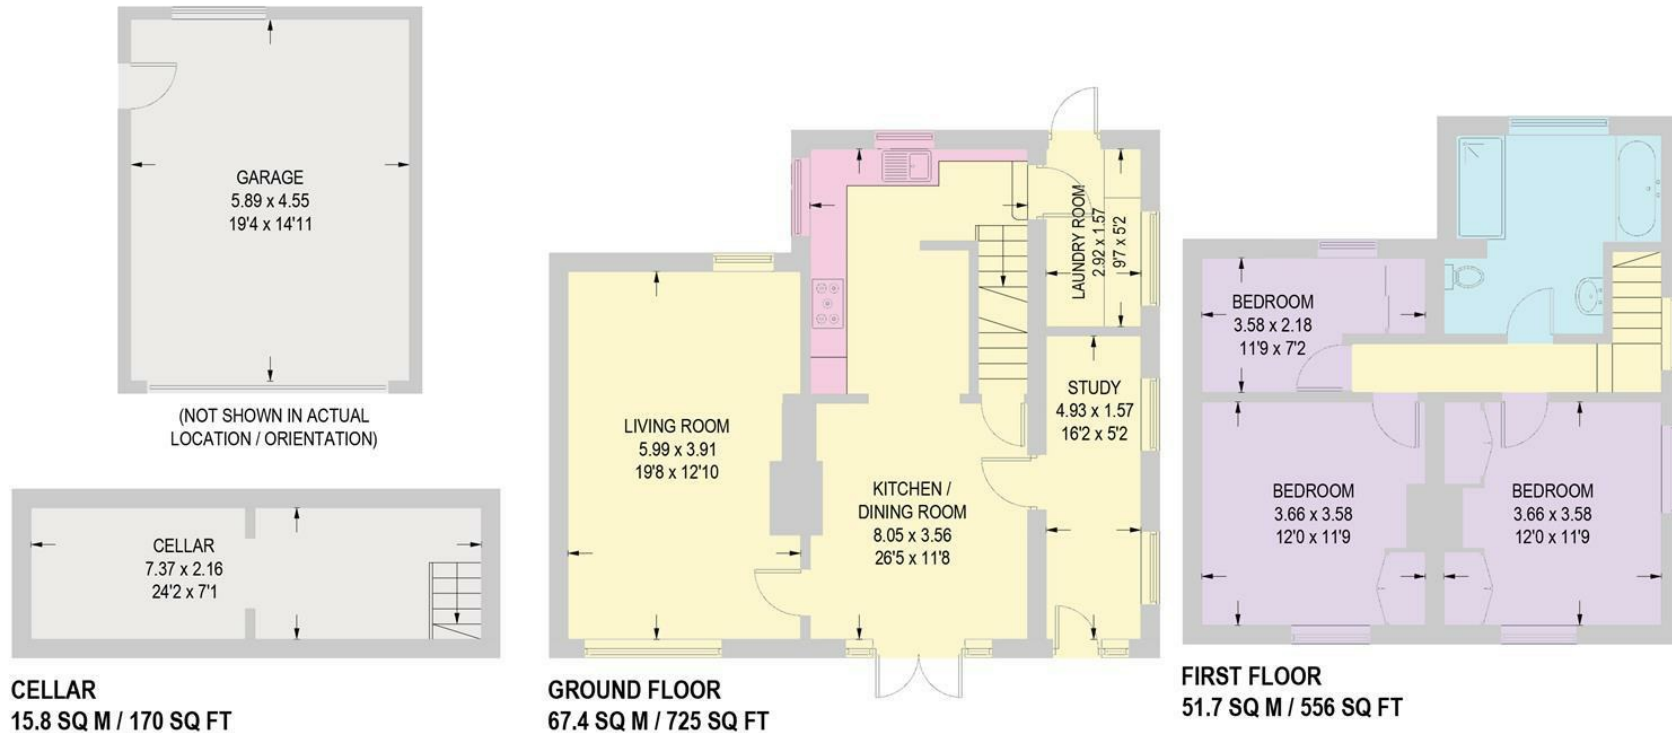 GARAGE
5.89 x 4.55
19'4 x 14'11
(NOT SHOWN IN ACTUAL
LOCATION / ORIENTATION)
CELLAR
7.37 x 2.16
24'2 x 7'1
CELLAR
15.8 SQ M / 170 SQ FT
LIVING ROOM
5.99 x 3.91
19'8 x 12'10
KITCHEN /
DINING ROOM
8.05 x 3.56
26'5 x 11'8
LAUNDRY ROOM
2.92 x 1.57
9'7 x 5'2
STUDY
4.93 x 1.57
16'2 x 5'2
GROUND FLOOR
67.4 SQ M / 725 SQ FT
BEDROOM
3.58 x 2.18
11'9 x 7'2
BEDROOM
3.66 x 3.58
12'0 x 11'9
BEDROOM
3.66 x 3.58
12'0 x 11'9
FIRST FLOOR
51.7 SQ M / 556 SQ FT